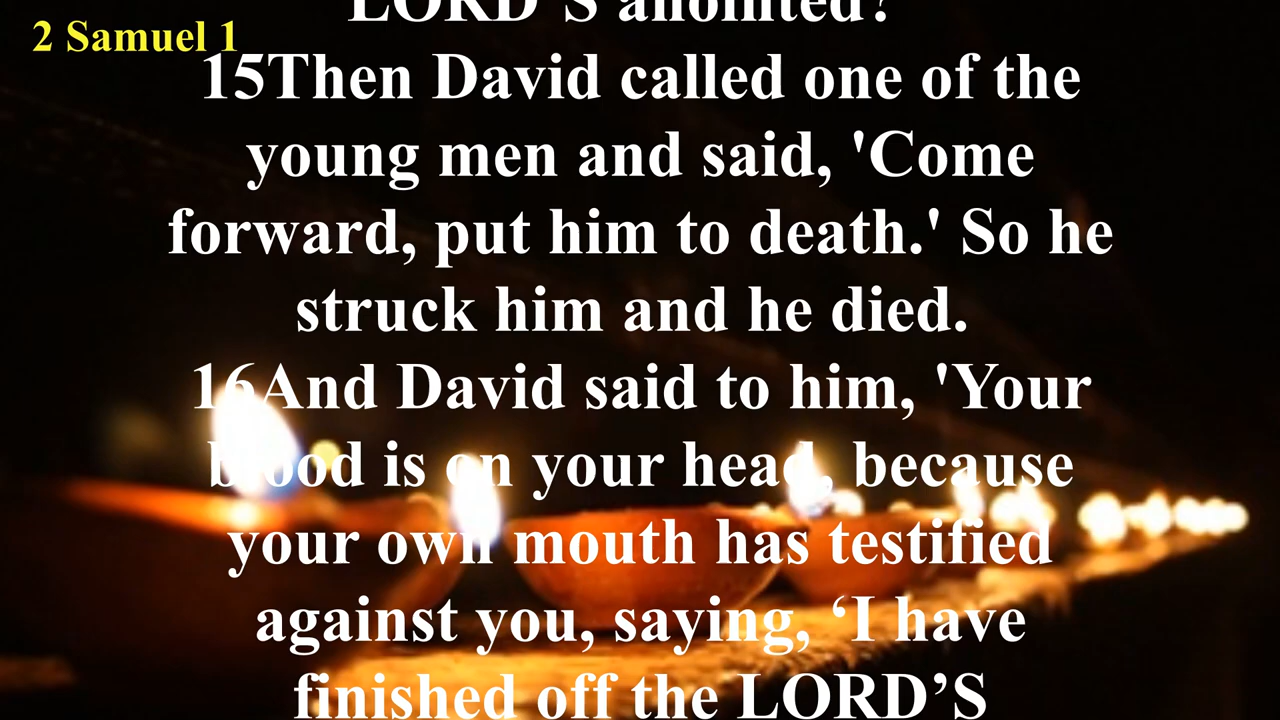 LORD'S anointed?
2 Samuel 1
15Then David called one of the
young men and said, 'Come
forward, put him to death.' So he
struck him and he died.
16And David said to him, 'Your
blood is on your head, because
your own mouth has testified
against you, saying, ‘I have
finished off the LORD’S